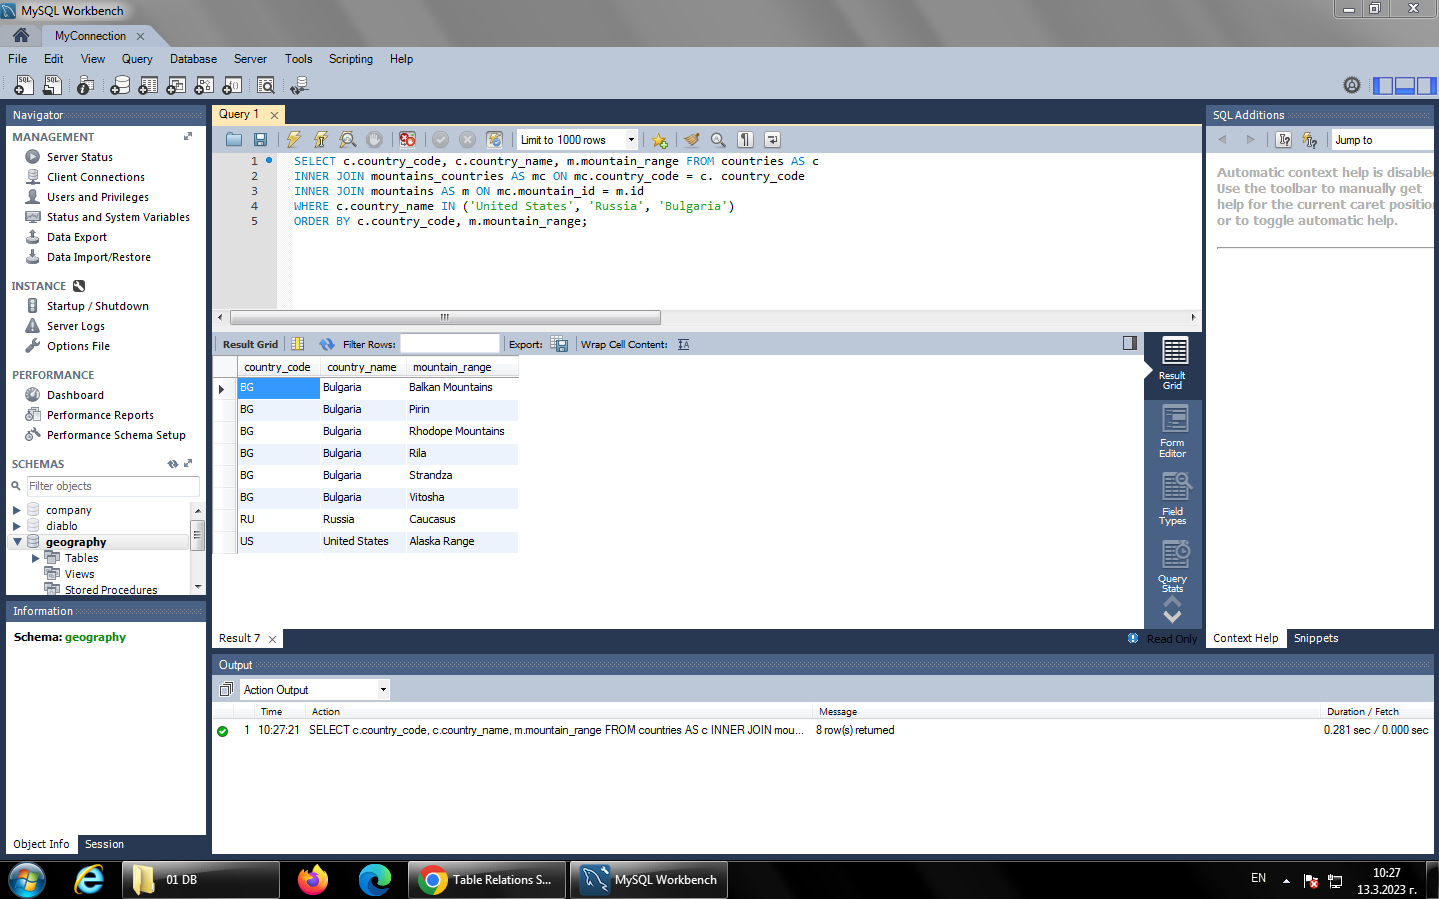 MySQL Workbench
MyConnection
File Edit View Query Database Server Tools Scripting Help
Navigator
MANAGEMENT
Server Status
Client Connections
Users and Privileges
Status and System Variables
Data Export
Data Import/Restore
INSTANCE
Startup / Shutdown
Server Logs
Options File
PERFORMANCE
Dashboard
Performance Reports
Performance Schema Setup
SCHEMAS
Filter objects
company
diablo
geography
Tables
Views
Stored Procedures
Information
Schema: geography
Object Info Session
Query 1
Limit to 1000 rows
1 SELECT c.country_code, c.country_name, m.mountain_range FROM countries AS c
2 INNER JOIN mountains_countries AS mc ON mc.country_code = c. country_code
3 INNER JOIN mountains AS m ON mc.mountain_id = m.id
4 WHERE c.country_name IN ('United States', 'Russia', 'Bulgaria')
5 ORDER BY c.country_code, m.mountain_range;
Result Grid Filter Rows: Export: Wrap Cell Content:
country_code country_name mountain_range
BG Bulgaria Balkan Mountains
BG Bulgaria Pirin
BG Bulgaria Rhodope Mountains
BG Bulgaria Rila
BG Bulgaria Strandza
BG Bulgaria Vitosha
RU Russia Caucasus
US United States Alaska Range
Result
Grid
Form
Editor
Field
Types
Query
Stats
Result 7
Read Only
SQL Additions
Jump to
Automatic context help is disabled
Use the toolbar to manually get
help for the current caret position
or to toggle automatic help.
Context Help Snippets
Output
Action Output
Time Action Message Duration / Fetch
1 10:27:21 SELECT c.country_code, c.country_name, m.mountain_range FROM countries AS c INNER JOIN mou... 8 row(s) returned 0.281 sec / 0.000 sec
01 DB
Table Relations S...
MySQL Workbench
EN
10:27
13.3.2023 г.